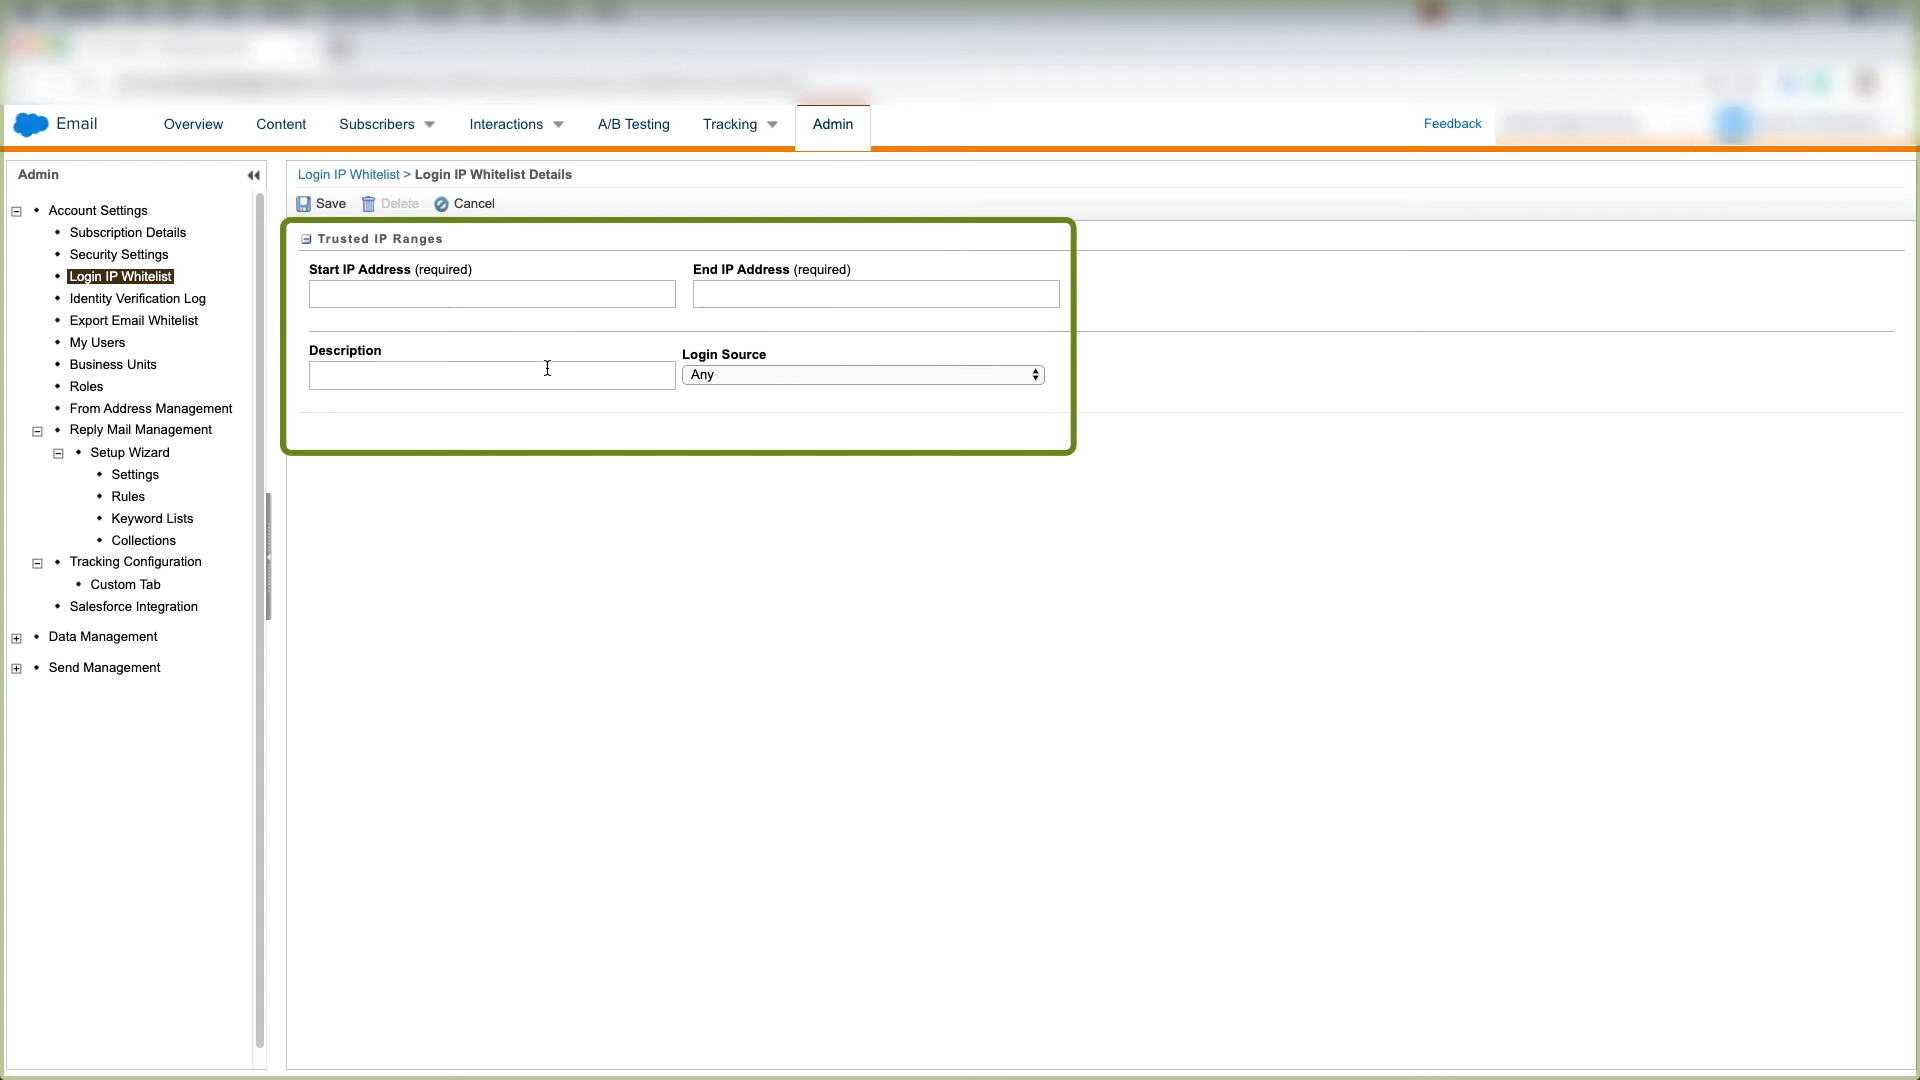 Email
Overview
Content
Subscribers
Interactions
A/B Testing
Tracking
Admin
Feedback
Admin
Account Settings
Subscription Details
Security Settings
Login IP Whitelist
Identity Verification Log
Export Email Whitelist
My Users
Business Units
Roles
From Address Management
Reply Mail Management
Setup Wizard
Settings
Rules
Keyword Lists
Collections
Tracking Configuration
Custom Tab
Salesforce Integration
Data Management
Send Management
Login IP Whitelist > Login IP Whitelist Details
Save Delete Cancel
Trusted IP Ranges
Start IP Address (required)
End IP Address (required)
Description
Login Source
Any